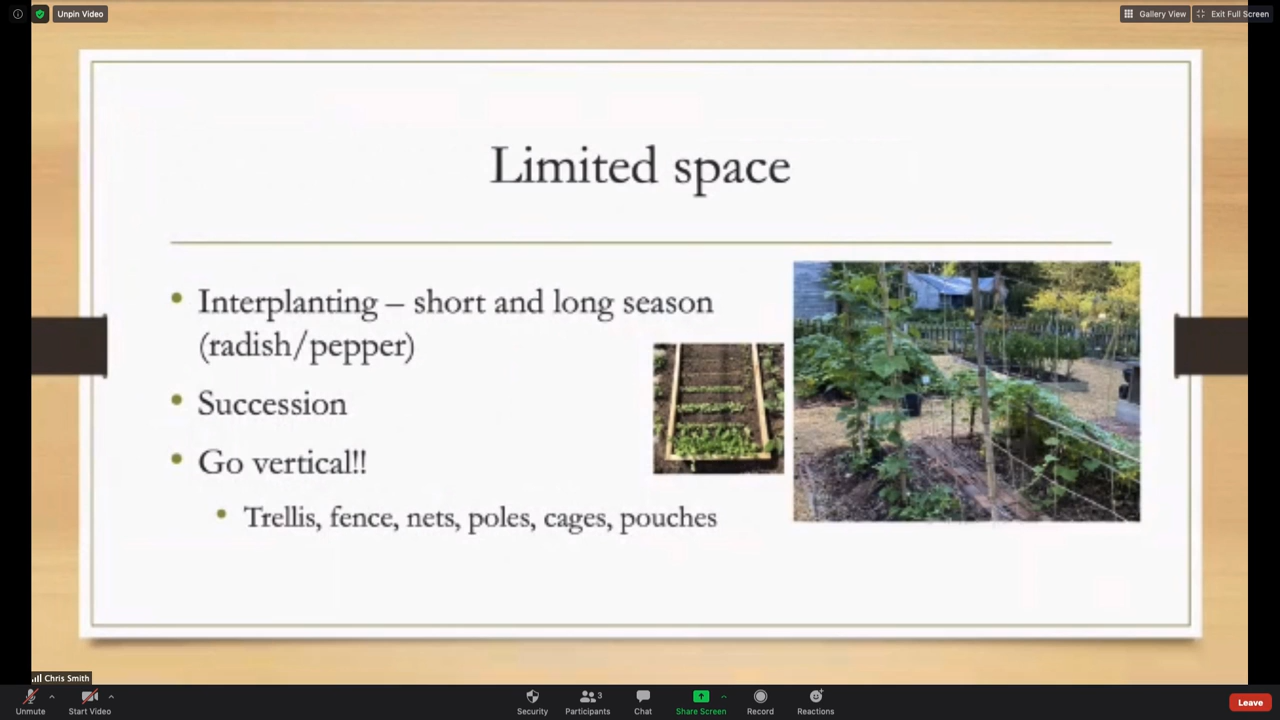 Unpin Video
Gallery View
Exit Full Screen
Limited space
• Interplanting – short and long season
(radish/pepper)
• Succession
• Go vertical!!
• Trellis, fence, nets, poles, cages, pouches
Chris Smith
Unmute
Start Video
Security
Participants
3
Chat
Share Screen
Record
Reactions
Leave